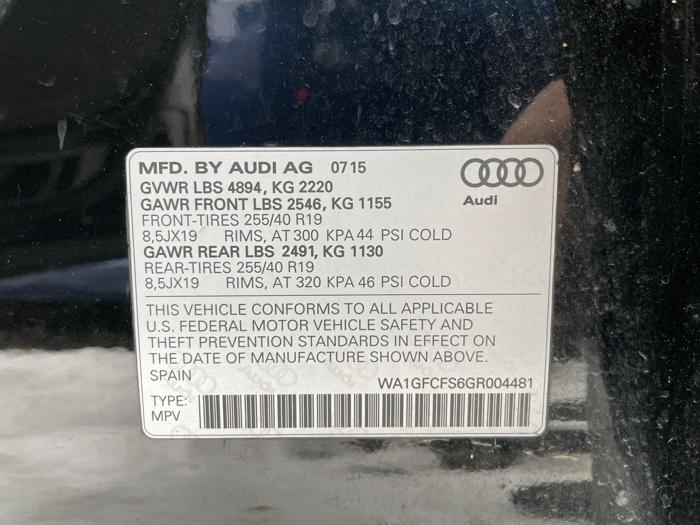 MFD. BY AUDI AG 0715
GVWR LBS 4894, KG 2220
GAWR FRONT LBS 2546, KG 1155
FRONT-TIRES 255/40 R19
8,5JX19 RIMS, AT 300 KPA 44 PSI COLD
GAWR REAR LBS 2491, KG 1130
REAR-TIRES 255/40 R19
8,5JX19 RIMS, AT 320 KPA 46 PSI COLD
Audi
THIS VEHICLE CONFORMS TO ALL APPLICABLE
U.S. FEDERAL MOTOR VEHICLE SAFETY AND
THEFT PREVENTION STANDARDS IN EFFECT ON
THE DATE OF MANUFACTURE SHOWN ABOVE.
SPAIN
WA1GFCFS6GR004481
TYPE:
MPV